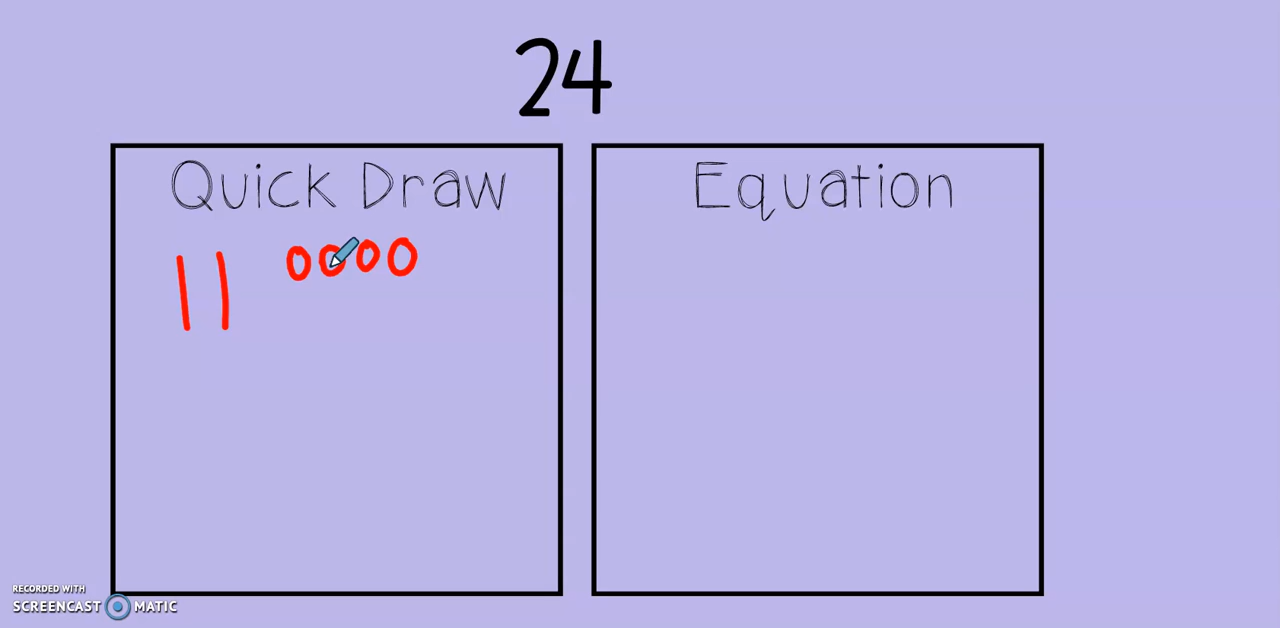 24
Quick Draw
Equation
RECORDED WITH
SCREENCAST MATIC